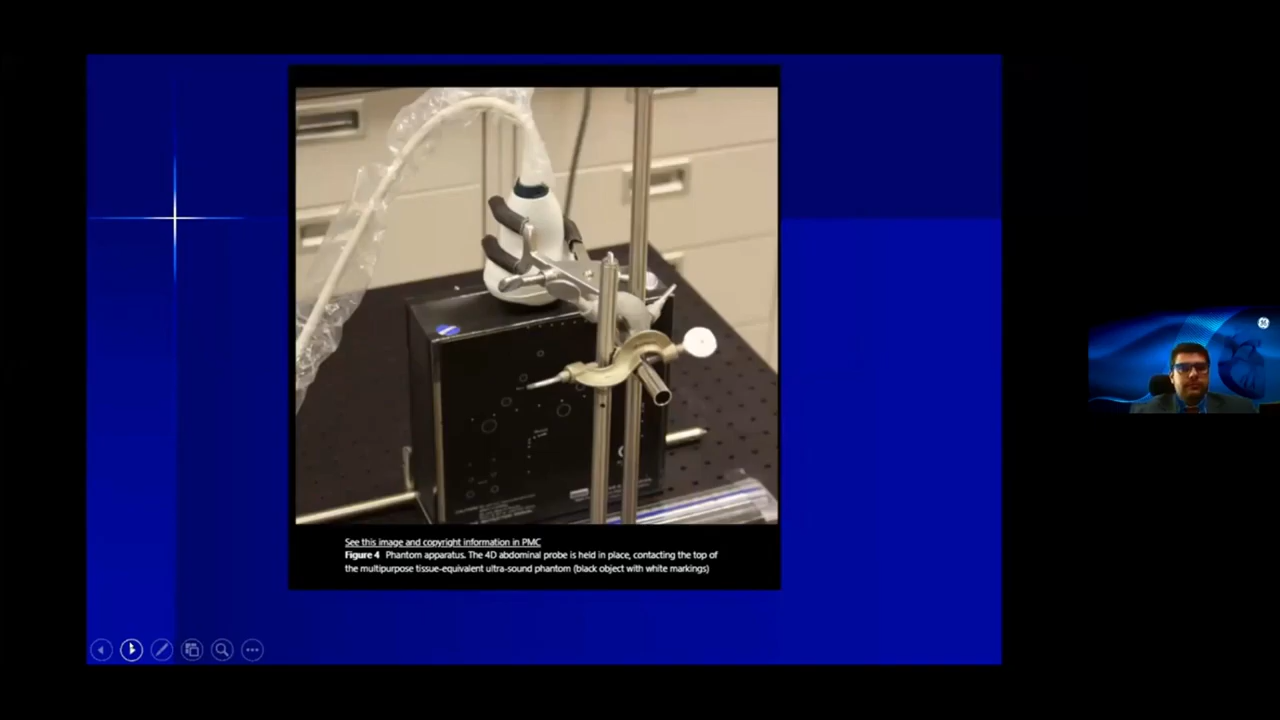 See this image and copyright information in PMC
Figure 4 Phantom apparatus. The 4D abdominal probe is held in place, contacting the top of
the multipurpose tissue-equivalent ultra-sound phantom (black object with white markings)